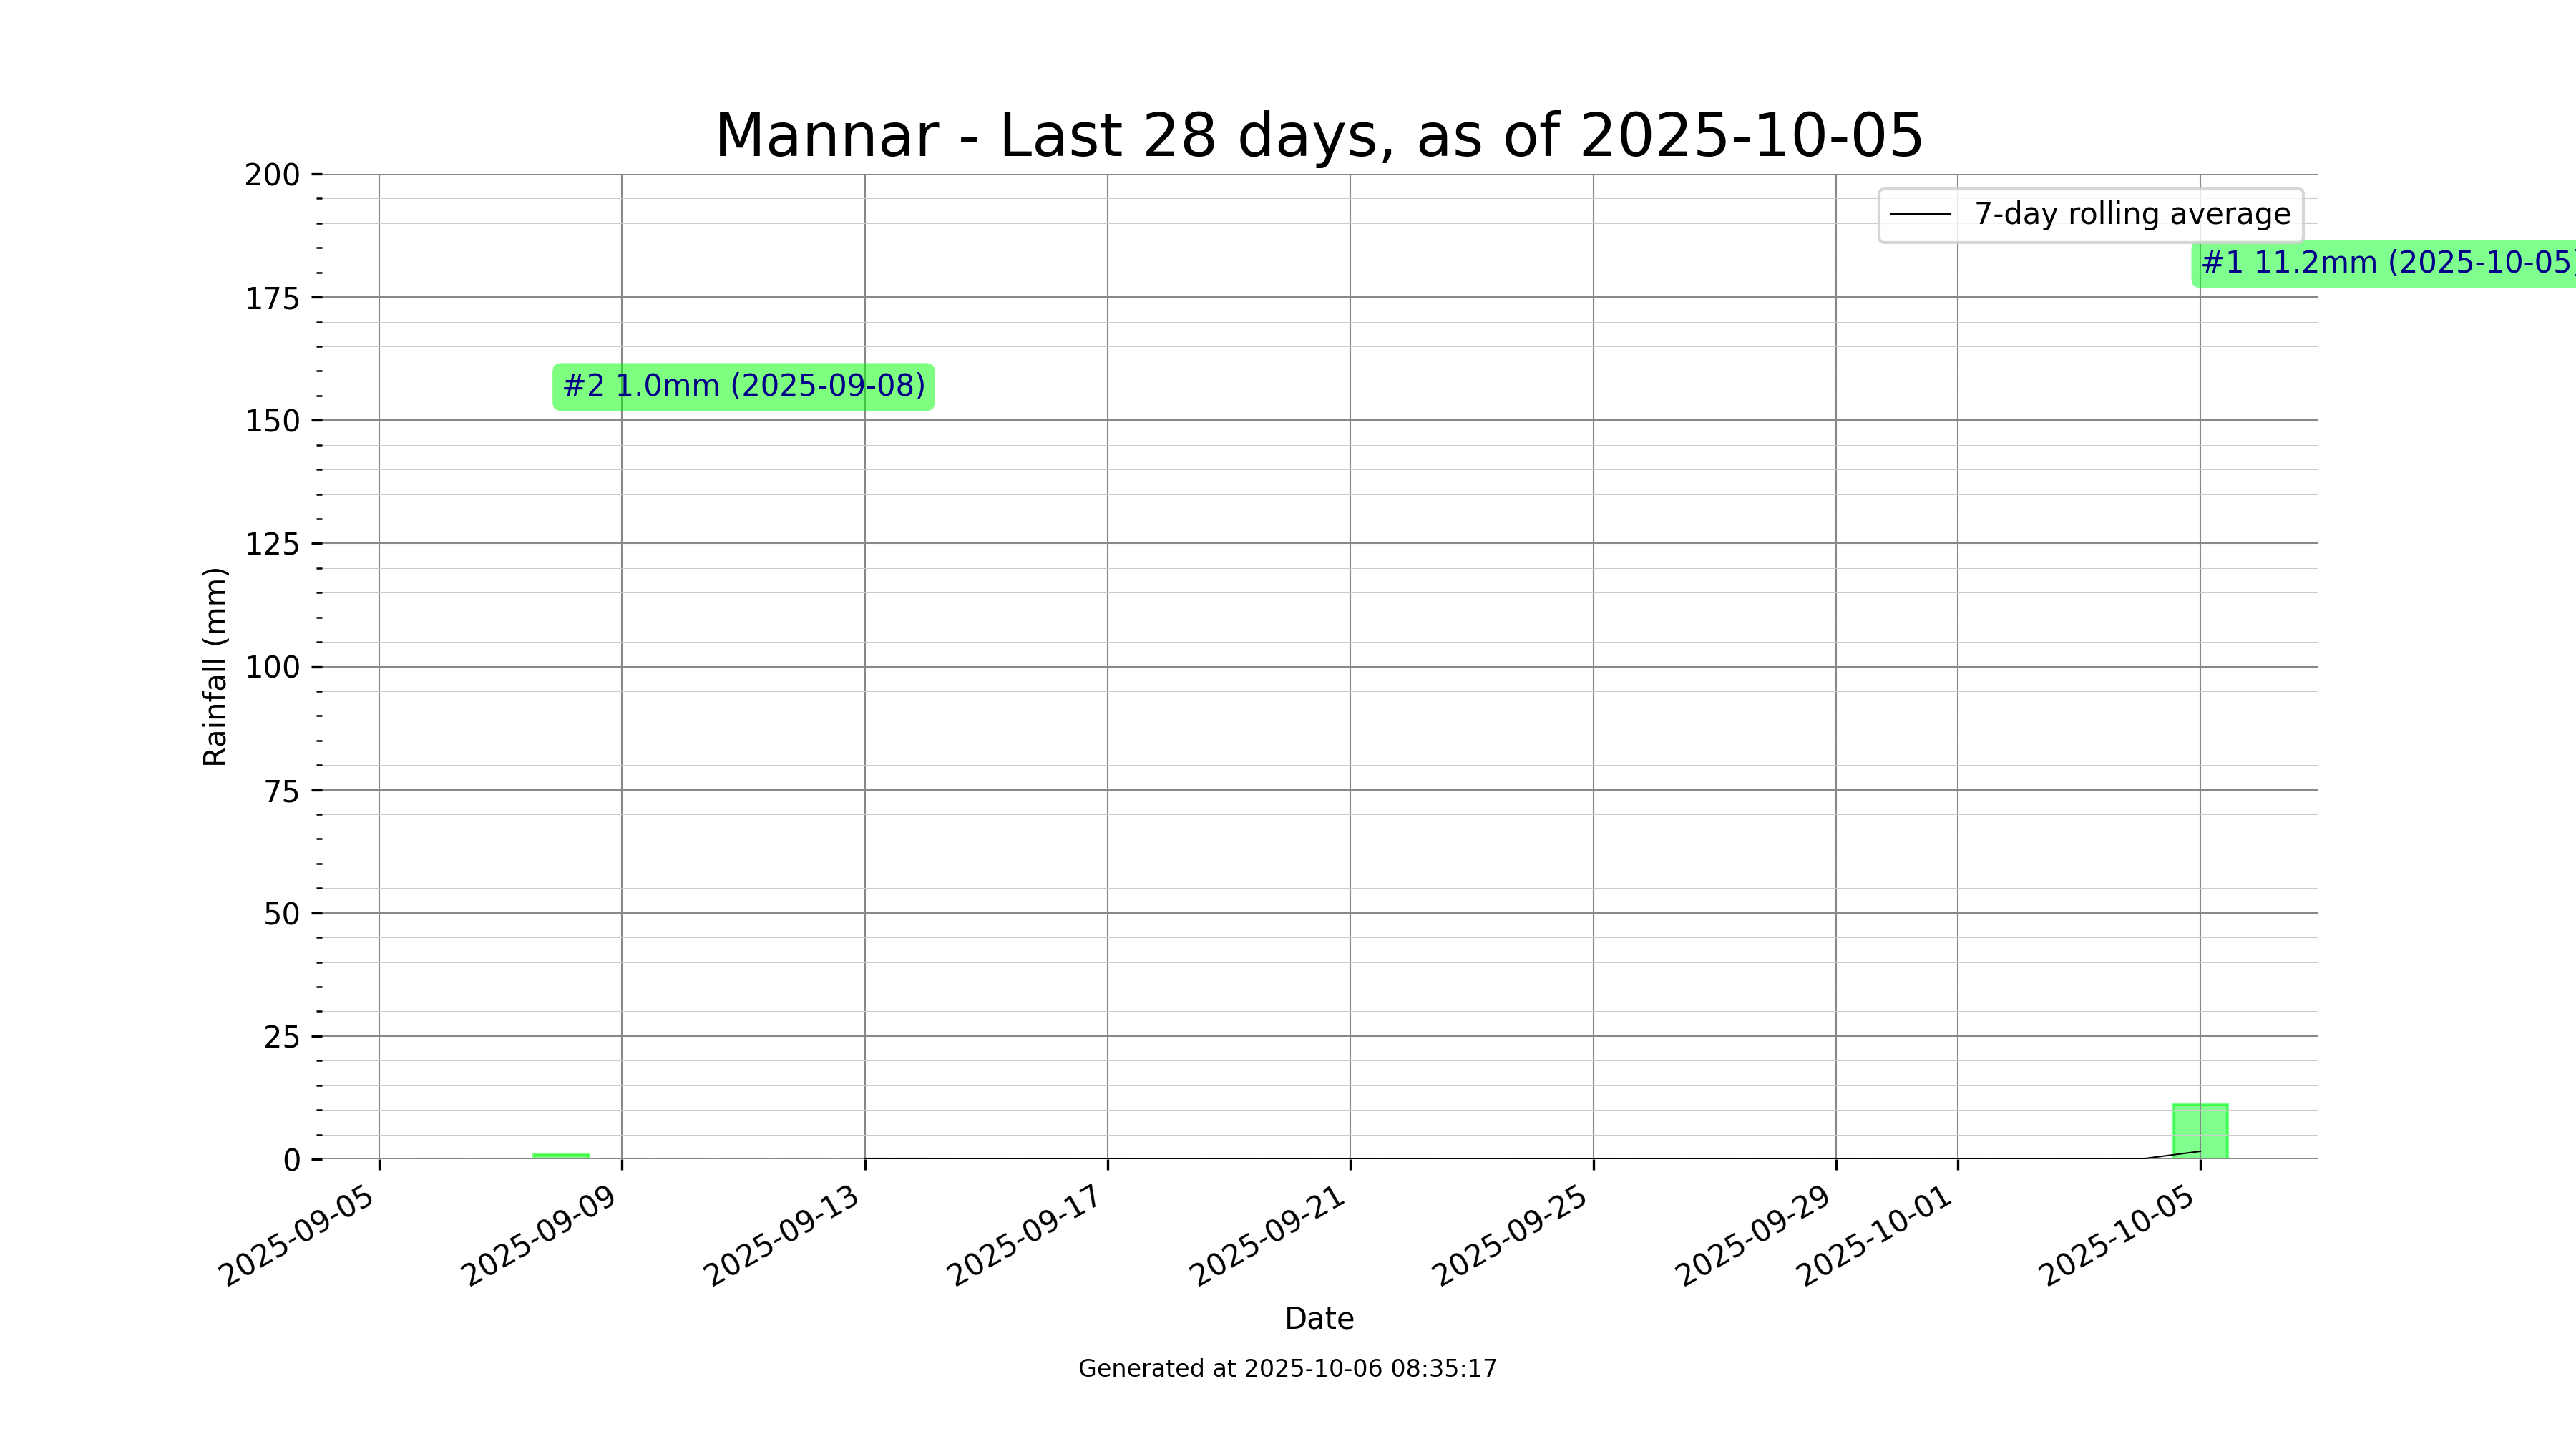 Mannar - Last 28 days, as of 2025-10-05
200
175
150
125
100
75
50
25
0
Rainfall (mm)
7-day rolling average
#1 11.2mm (2025-10-05)
#2 1.0mm (2025-09-08)
2025-09-05
2025-09-09
2025-09-13
2025-09-17
2025-09-21
2025-09-25
2025-09-29
2025-10-01
2025-10-05
Date
Generated at 2025-10-06 08:35:17